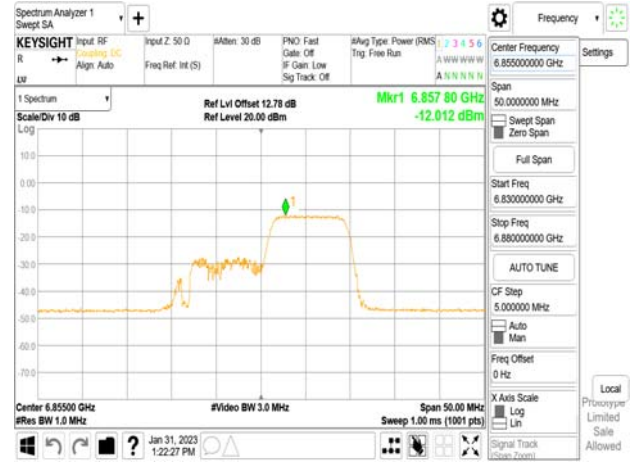 Spectrum Analyzer 1
Swept SA
Frequency
KEYSIGHT
R
Input: RF
Coupling: DC
Align: Auto
Input Z: 50 Ω
Freq Ref: Int (S)
#Atten: 30 dB
PNO: Fast
Gate: Off
IF Gain: Low
Sig Track: Off
#Avg Type: Power (RMS
Trig: Free Run
1 2 3 4 5 6
A W W W W W
A N N N N N
1 Spectrum
Scale/Div 10 dB
Ref Lvl Offset 12.78 dB
Ref Level 20.00 dBm
Mkr1 6.857 80 GHz
-12.012 dBm
Log
10.0
0.00
-10.0
-20.0
-30.0
-40.0
-50.0
-60.0
-70.0
1
Center 6.85500 GHz
#Res BW 1.0 MHz
#Video BW 3.0 MHz
Span 50.00 MHz
Sweep 1.00 ms (1001 pts)
Jan 31, 2023
1:22:27 PM
Center Frequency
6.855000000 GHz
Settings
Span
50.0000000 MHz
Swept Span
Zero Span
Full Span
Start Freq
6.830000000 GHz
Stop Freq
6.880000000 GHz
AUTO TUNE
CF Step
5.000000 MHz
Auto
Man
Freq Offset
0 Hz
X Axis Scale
Log
Lin
Signal Track
(Span Zoom)
Local
Prototype
Limited
Sale
Allowed